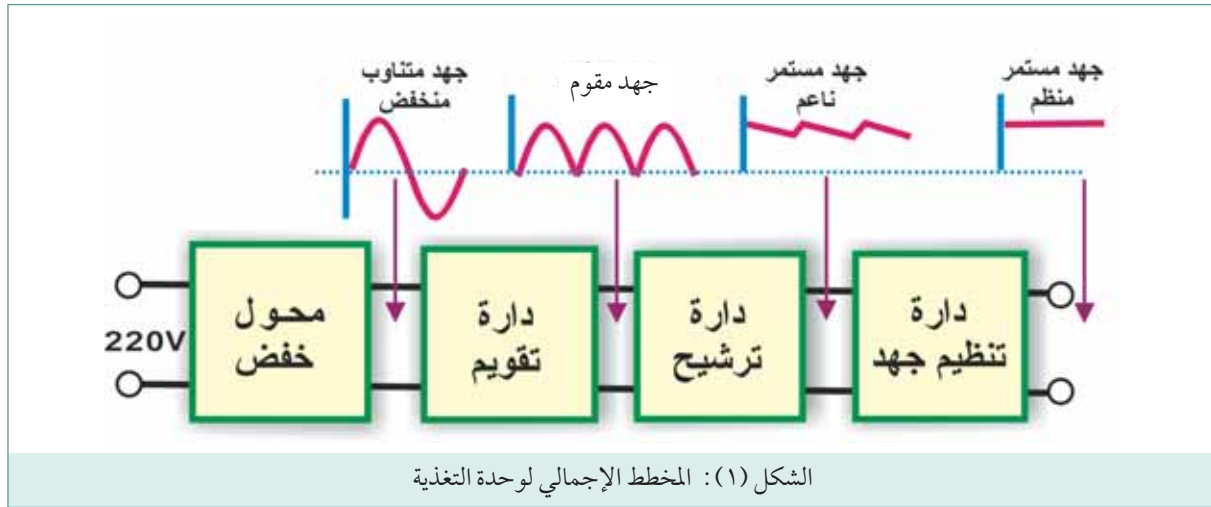 جهد متناوب
منخفض
جهد مقوم
جهد مستمر
ناعم
جهد مستمر
منظم
220V
محول
خفض
دارة
تقويم
دارة
ترشيح
دارة
تنظيم جهد
الشكل (١): المخطط الإجمالي لوحدة التغذية